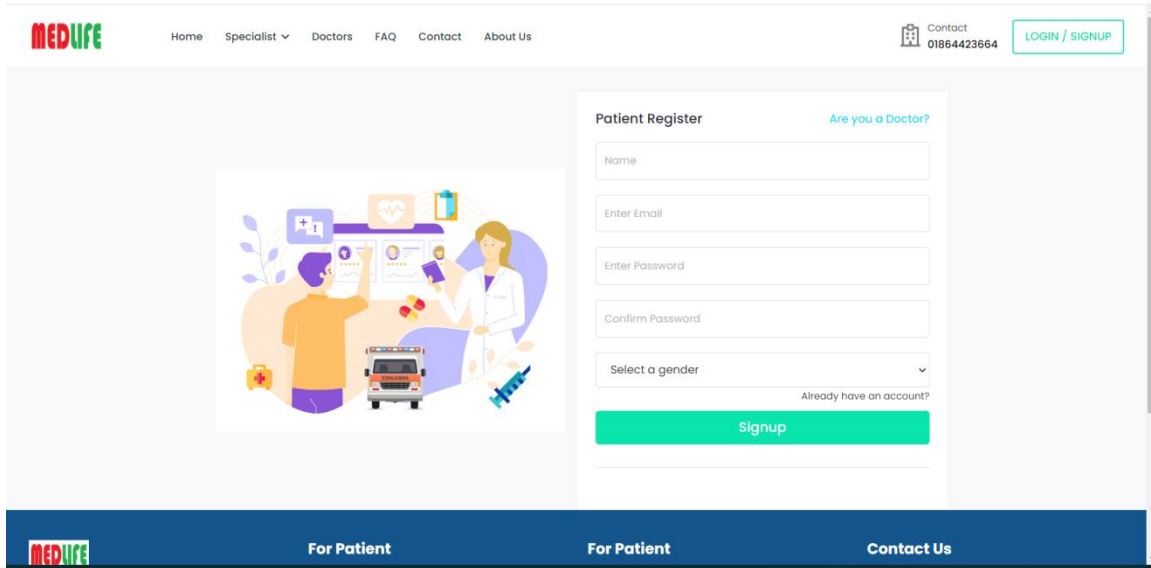 MEDLIFE
Home Specialist Doctors FAQ Contact About Us
Contact
01864423664
LOGIN / SIGNUP
Patient Register
Are you a Doctor?
Name
Enter Email
Enter Password
Confirm Password
Select a gender
Already have an account?
Signup
MEDLIFE
For Patient
For Patient
Contact Us